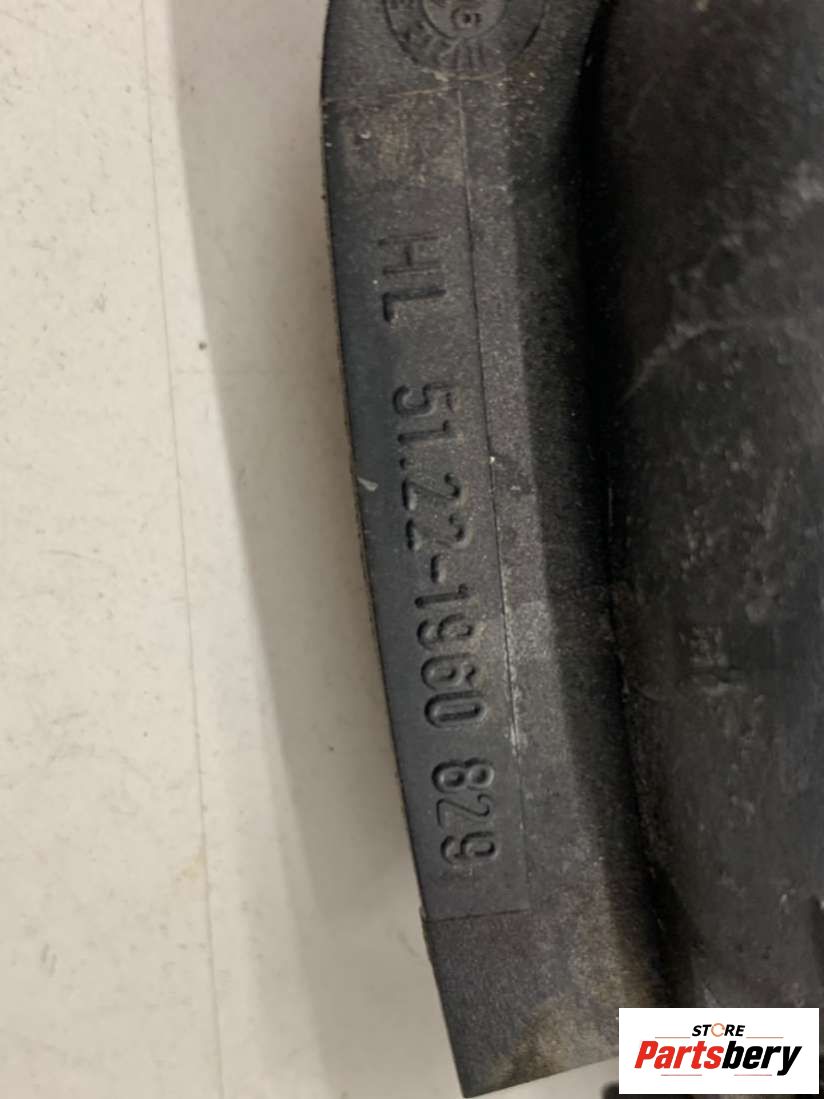 HL 51.22-1960 829
STORE
Partsbery